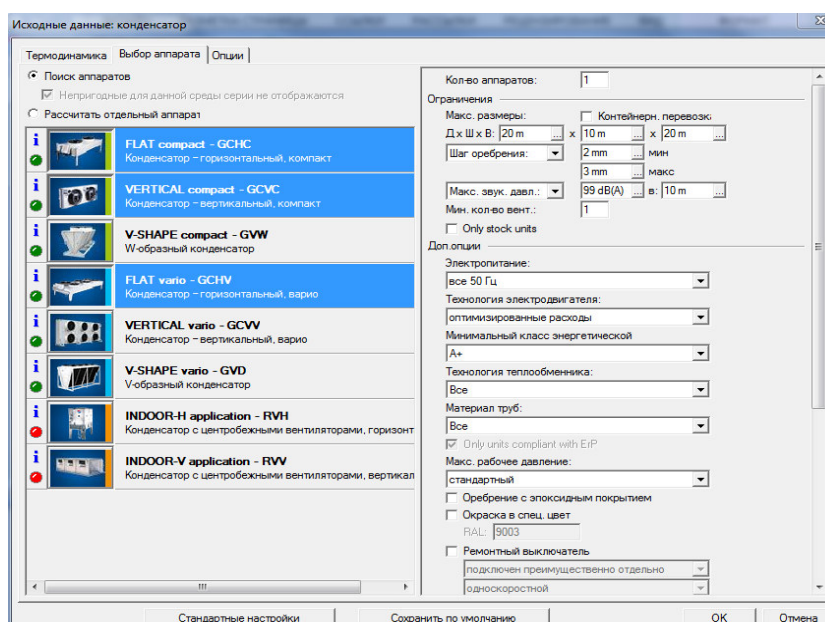 Исходные данные: конденсатор
Термодинамика Выбор аппарата Опции
Поиск аппаратов
Непригодные для данной среды серии не отображаются
Рассчитать отдельный аппарат
FLAT compact - GCHC
Конденсатор - горизонтальный, компакт
VERTICAL compact - GCVC
Конденсатор - вертикальный, компакт
V-SHAPE compact - GVW
W-образный конденсатор
FLAT vario - GCHV
Конденсатор - горизонтальный, варио
VERTICAL vario - GCVV
Конденсатор - вертикальный, варио
V-SHAPE vario - GVD
V-образный конденсатор
INDOOR-H application - RVH
Конденсатор с центробежными вентиляторами, горизонт
INDOOR-V application - RVV
Конденсатор с центробежными вентиляторами, вертикал
Кол-во аппаратов: 1
Ограничения
Макс. размеры: Контейнерн. перевозк
Д x Ш x В: 20 m ... x 10 m ... x 20 m ...
Шаг оребрения: 2 mm ... мин
3 mm ... макс
Макс. звук. давл.: 99 dB(A) ... в: 10 m ...
Мин. кол-во вент.: 1
Only stock units
Доп.опции
Электропитание:
все 50 Гц
Технология электродвигателя:
оптимизированные расходы
Минимальный класс энергетической
A+
Технология теплообменника:
Все
Материал труб:
Все
Only units compliant with ErP
Макс. рабочее давление:
стандартный
Оребрение с эпоксидным покрытием
Окраска в спец. цвет
RAL: 9003
Ремонтный выключатель
подключен преимущественно отдельно
односкоростной
Стандартные настройки Сохранить по умолчанию OK Отмена